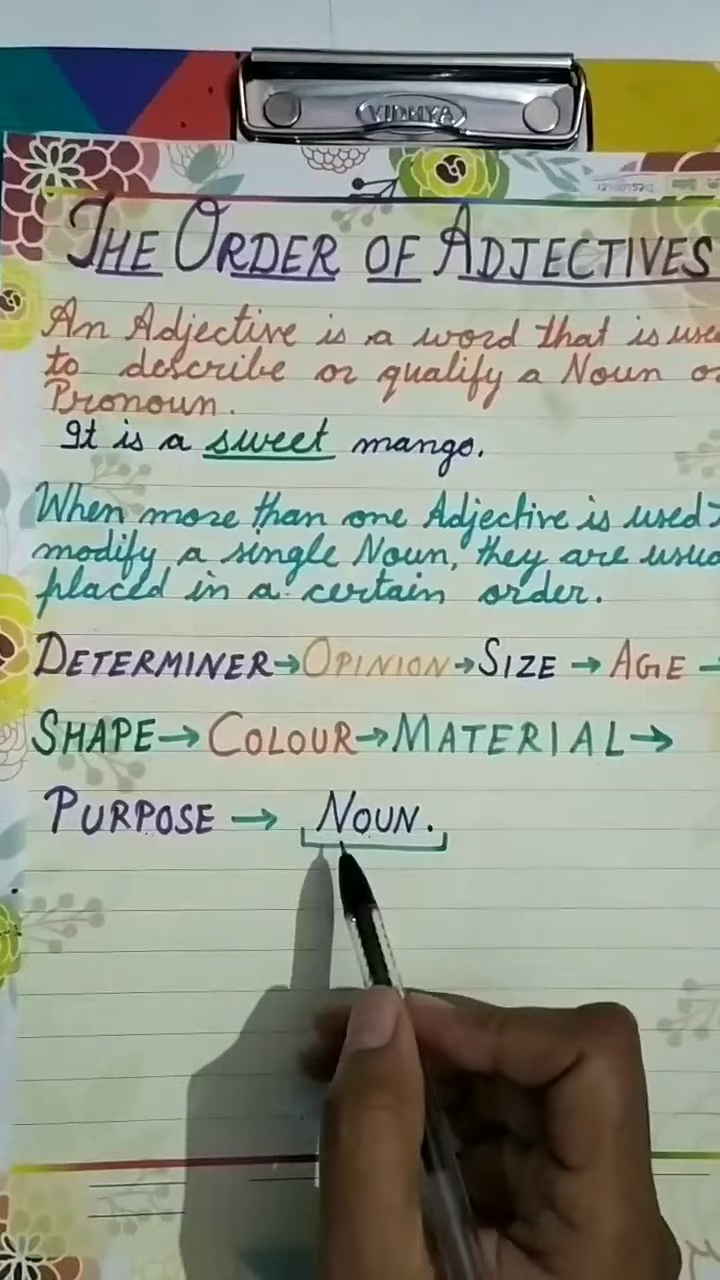 VIDHYA
THE ORDER OF ADJECTIVES
An Adjective is a word that is use
to describe or qualify a Noun o
Pronoun.
It is a sweet mango.
When more than one Adjective is used
modify a single Noun, they are usua
placed in a certain order.
DETERMINER→OPINION→SIZE→AGE→
SHAPE→COLOUR→MATERIAL→
PURPOSE→ NOUN.